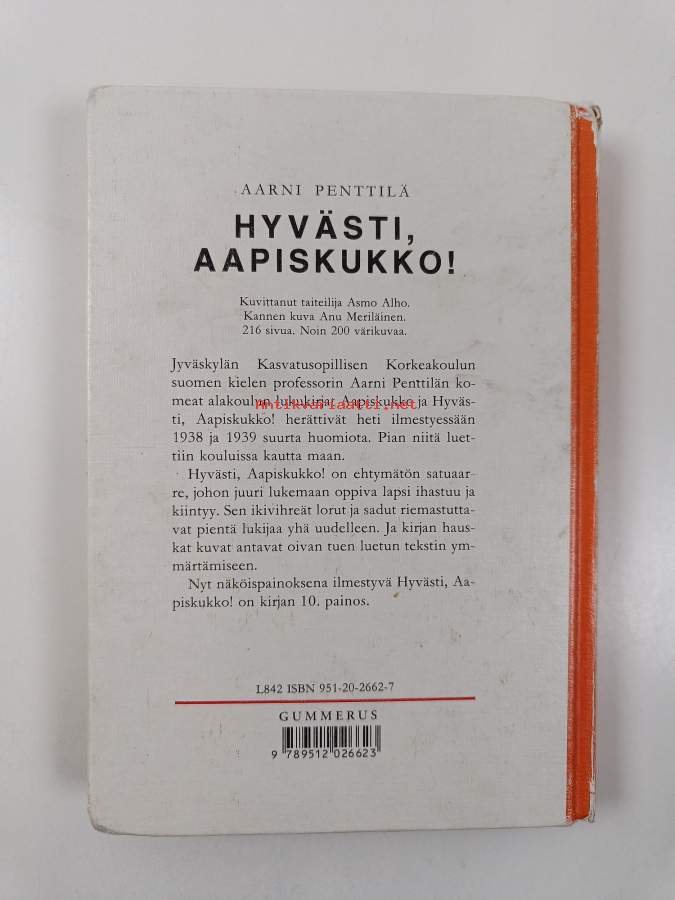 AARNI PENTTILÄ
HYVÄSTI,
AAPISKUKKO!
Kuvittanut taiteilija Asmo Alho.
Kannen kuva Anu Meriläinen.
216 sivua. Noin 200 värikuvaa.
Jyväskylän Kasvatusopillisen Korkeakoulun
suomen kielen professorin Aarni Penttilän ko-
meat alakoulun lukukirjat Aapiskukko ja Hyväs-
Antikvariaatti.net
ti, Aapiskukko! herättivät heti ilmestyessään
1938 ja 1939 suurta huomiota. Pian niitä luet-
tiin kouluissa kautta maan.
Hyvästi, Aapiskukko! on ehtymätön satuaar-
re, johon juuri lukemaan oppiva lapsi ihastuu ja
kiintyy. Sen ikivihreät lorut ja sadut riemastutta-
vat pientä lukijaa yhä uudelleen. Ja kirjan haus-
kat kuvat antavat oivan tuen luetun tekstin ym-
märtämiseen.
Nyt näköispainoksena ilmestyvä Hyvästi, Aa-
piskukko! on kirjan 10. painos.
L842 ISBN 951-20-2662-7
GUMMERUS
9 789512 026623